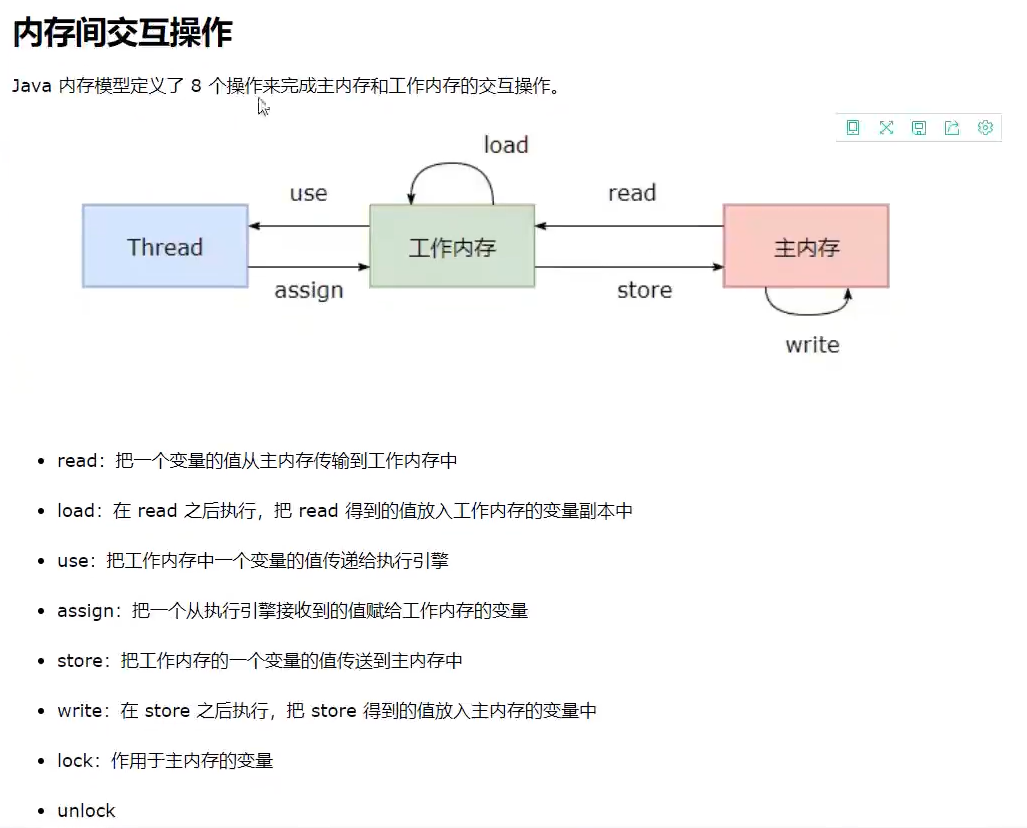 内存间交互操作
Java 内存模型定义了 8 个操作来完成主内存和工作内存的交互操作。
load
use
read
Thread
工作内存
主内存
assign
store
write
• read：把一个变量的值从主内存传输到工作内存中
• load：在 read 之后执行，把 read 得到的值放入工作内存的变量副本中
• use：把工作内存中一个变量的值传递给执行引擎
• assign：把一个从执行引擎接收到的值赋给工作内存的变量
• store：把工作内存的一个变量的值传送到主内存中
• write：在 store 之后执行，把 store 得到的值放入主内存的变量中
• lock：作用于主内存的变量
• unlock